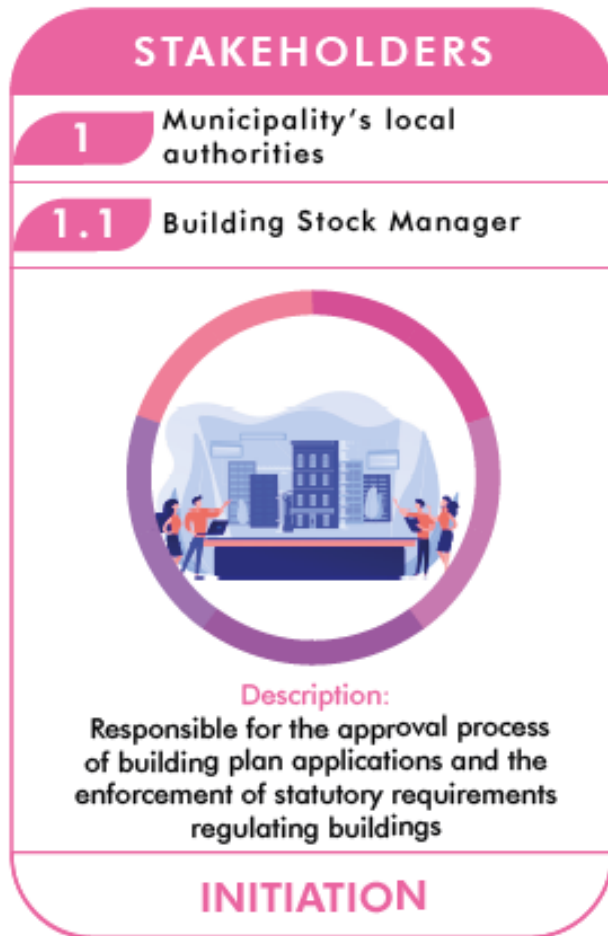 STAKEHOLDERS
1
Municipality's local
authorities
1.1
Building Stock Manager
Description:
Responsible for the approval process
of building plan applications and the
enforcement of statutory requirements
regulating buildings
INITIATION